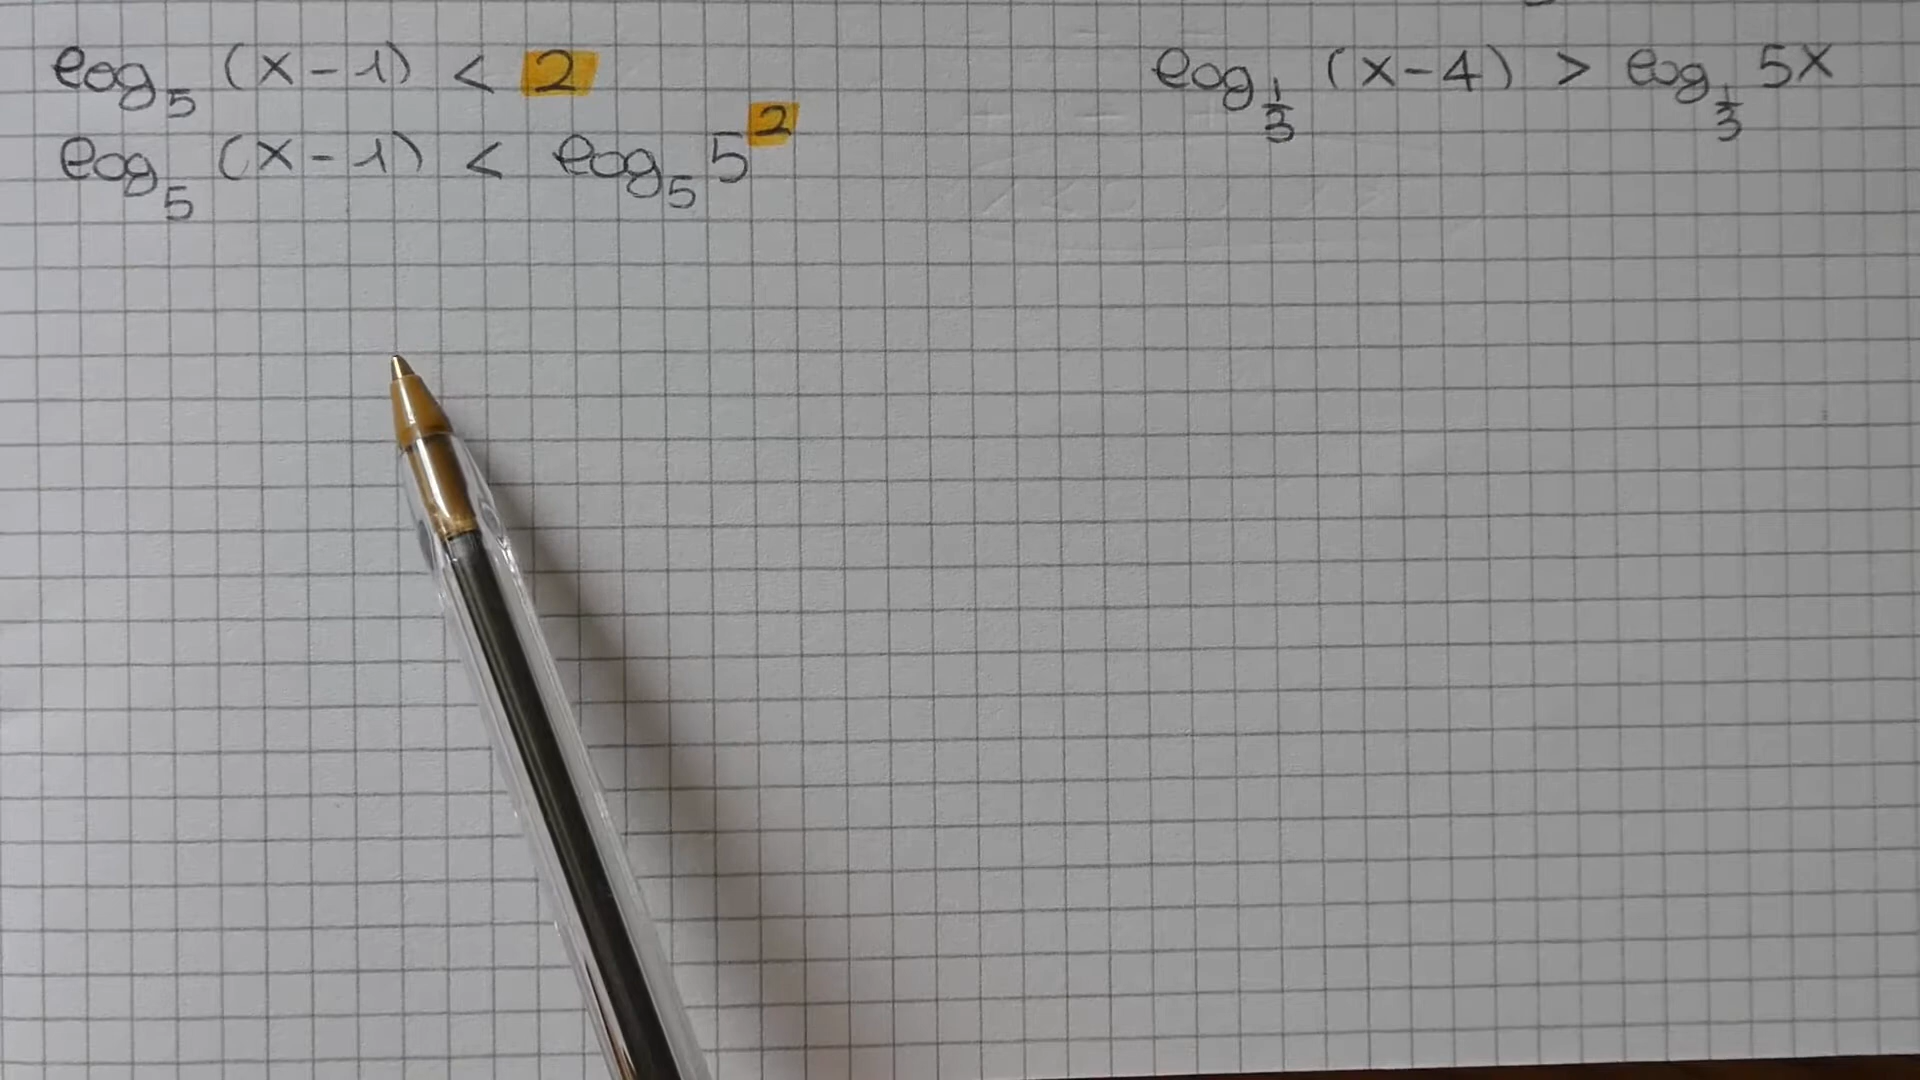 log₅ (x-1) < 2
log₅ (x-1) < log₅ 5²
log_{1/3} (x-4) > log_{1/3} 5x